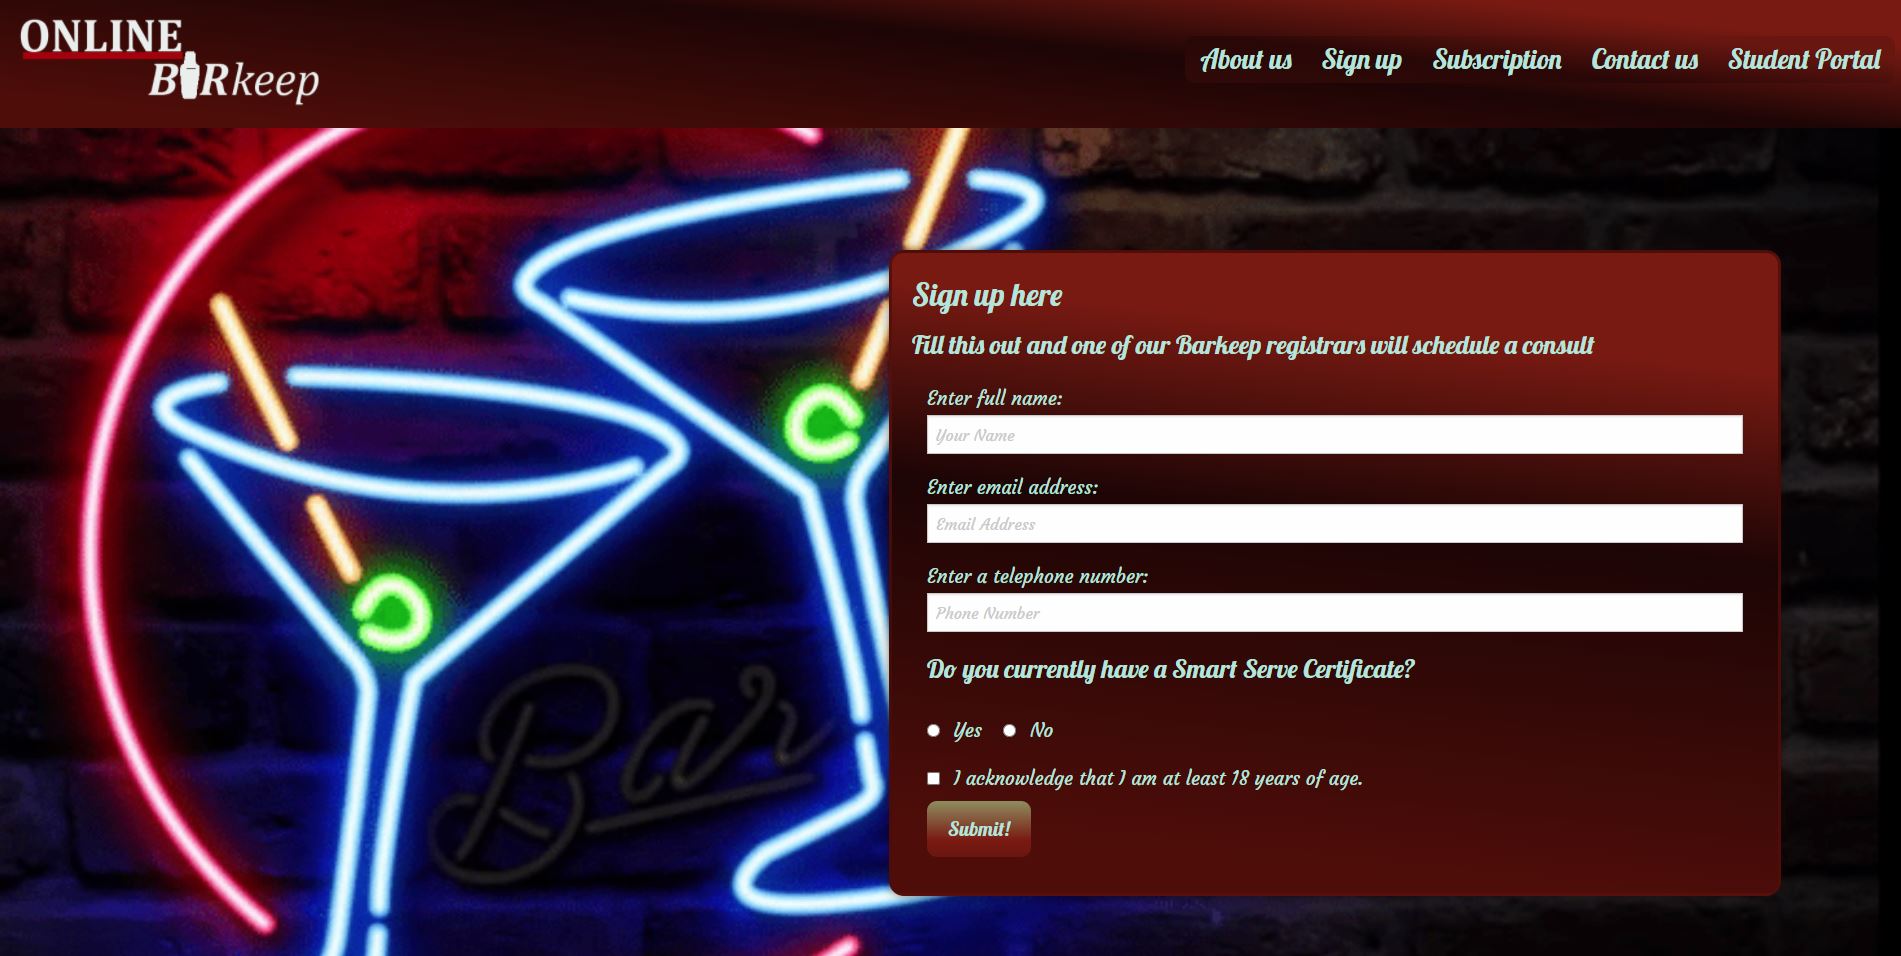 ONLINE
BARkeep
About us Sign up Subscription Contact us Student Portal
Sign up here
Fill this out and one of our Barkeep registrars will schedule a consult
Enter full name:
Your Name
Enter email address:
Email Address
Enter a telephone number:
Phone Number
Do you currently have a Smart Serve Certificate?
Yes No
I acknowledge that I am at least 18 years of age.
Submit!
Bar